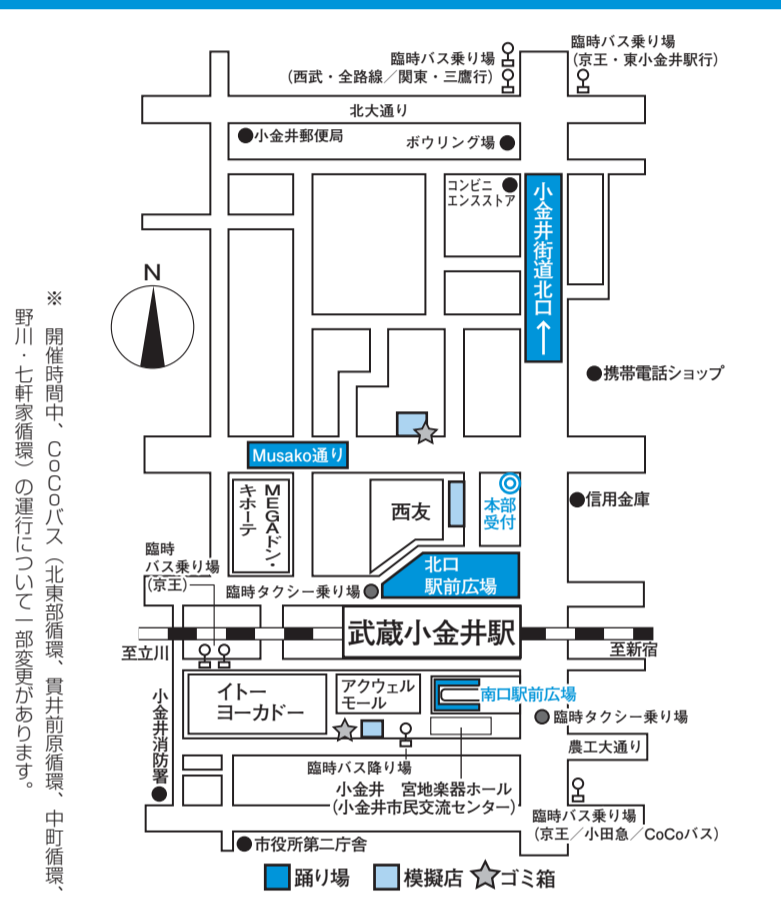 臨時バス乗り場
(西武・全路線／関東・三鷹行)
臨時バス乗り場
(京王・東小金井駅行)
北大通り
●小金井郵便局
ボウリング場●
コンビニ
エンスストア
小金井街道北口↑
N
●携帯電話ショップ
Musako通り
MEGAドン・
キホーテ
西友
本部
受付
●信用金庫
臨時
バス乗り場
(京王)
臨時タクシー乗り場
北口
駅前広場
武蔵小金井駅
至立川
至新宿
イトー
ヨーカドー
アクウェル
モール
南口駅前広場
臨時タクシー乗り場
小金井消防署
農工大通り
臨時バス降り場
小金井　宮地楽器ホール
(小金井市民交流センター)
臨時バス乗り場
(京王／小田急／CoCoバス)
●市役所第二庁舎
踊り場 模擬店 ☆ゴミ箱
※　開催時間中、CoCoバス（北東部循環、貫井前原循環、中町循環、
野川・七軒家循環）の運行について一部変更があります。